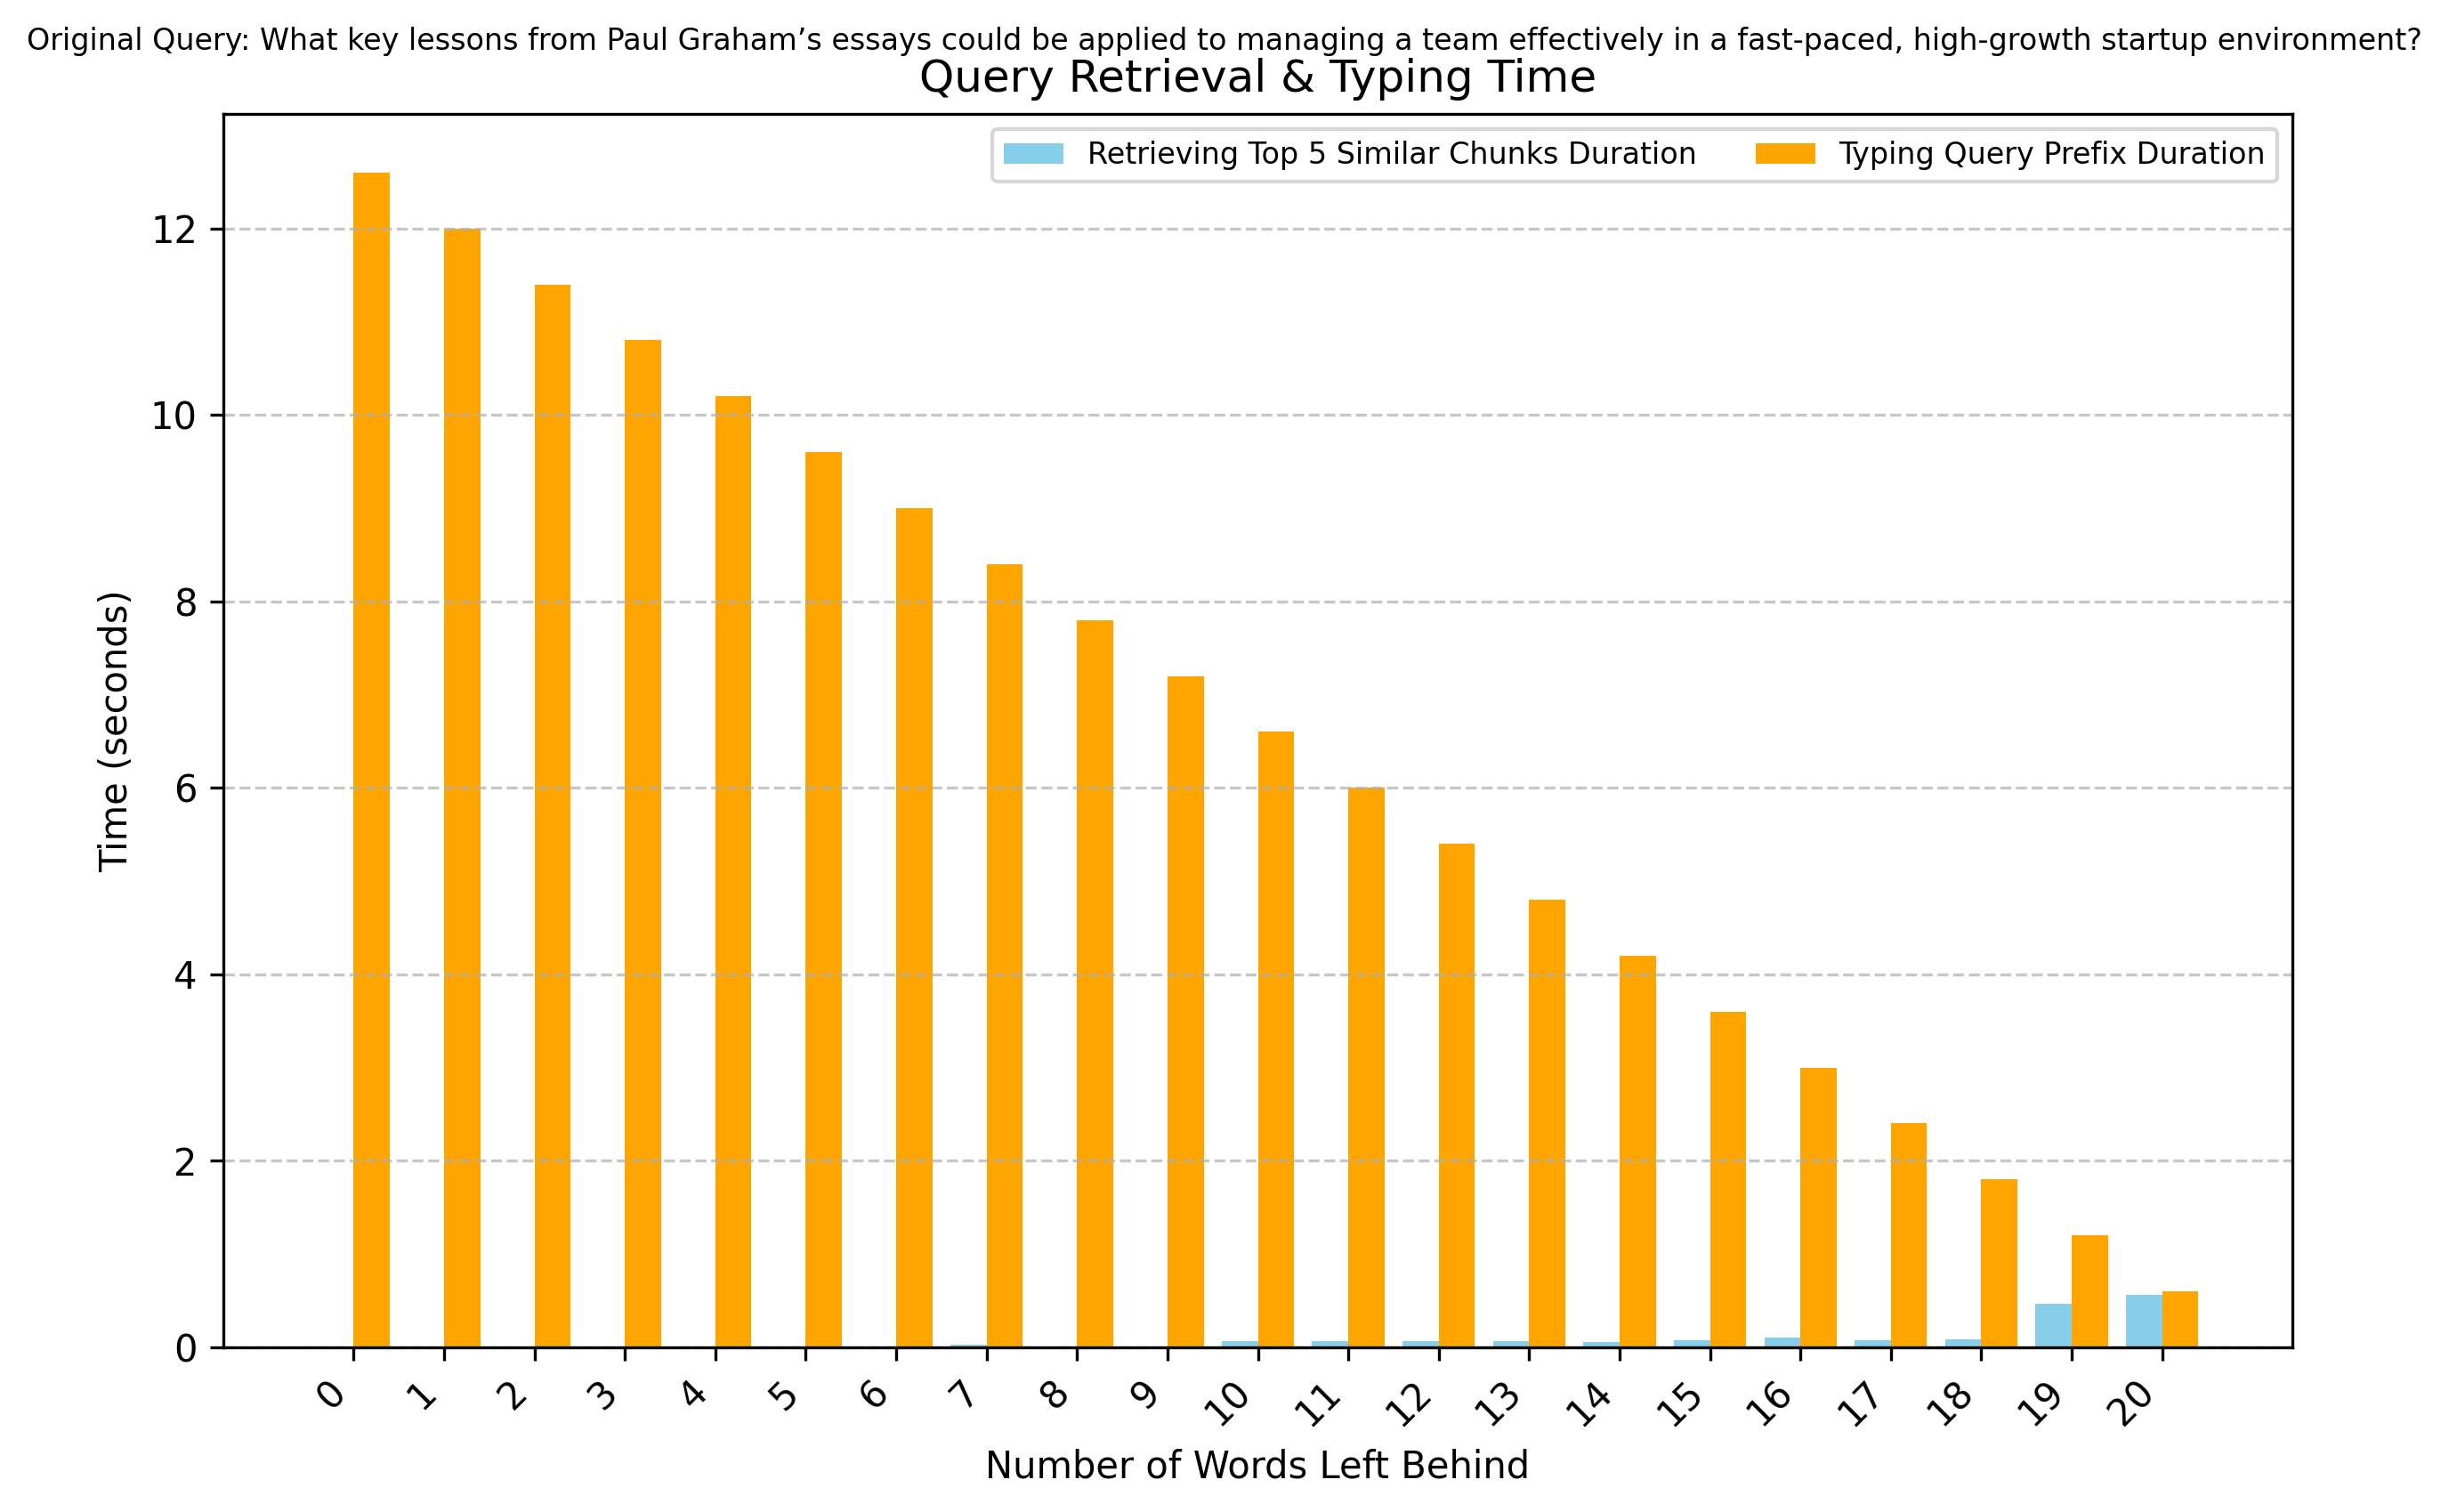 Original Query: What key lessons from Paul Graham’s essays could be applied to managing a team effectively in a fast-paced, high-growth startup environment?
Query Retrieval & Typing Time
Retrieving Top 5 Similar Chunks Duration
Typing Query Prefix Duration
Time (seconds)
12
10
8
6
4
2
0
0 1 2 3 4 5 6 7 8 9 10 11 12 13 14 15 16 17 18 19 20
Number of Words Left Behind